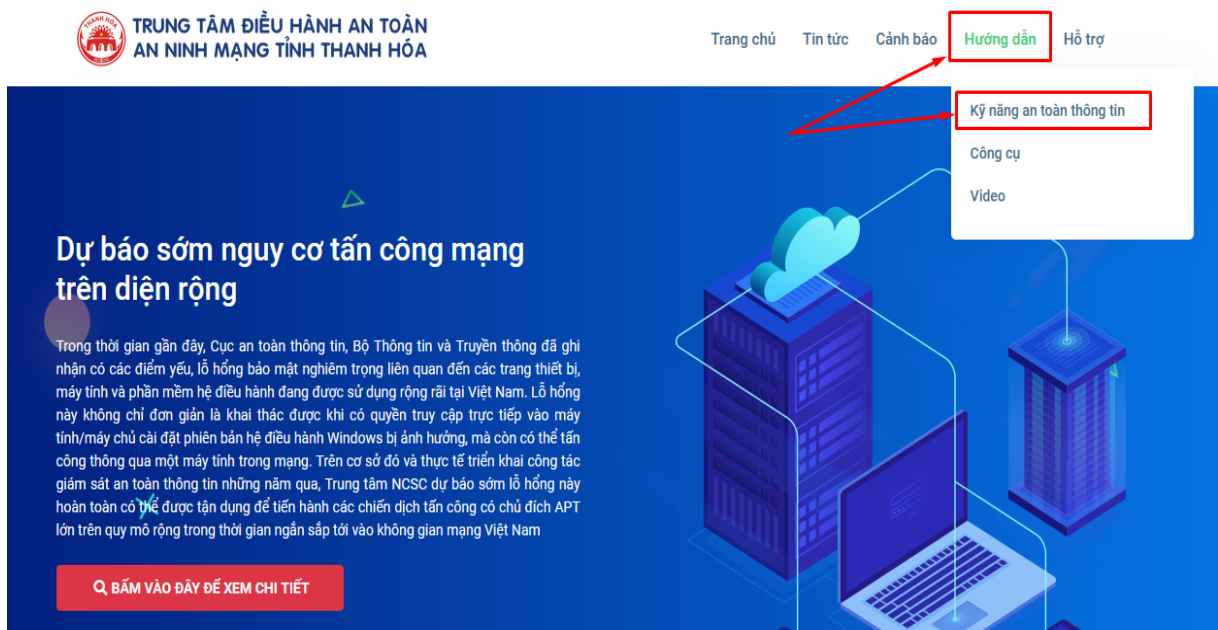 THANH HÓA
TRUNG TÂM ĐIỀU HÀNH AN TOÀN
AN NINH MẠNG TỈNH THANH HÓA
Trang chủ Tin tức Cảnh báo Hướng dẫn Hỗ trợ
Kỹ năng an toàn thông tin
Công cụ
Video
Dự báo sớm nguy cơ tấn công mạng
trên diện rộng
Trong thời gian gần đây, Cục an toàn thông tin, Bộ Thông tin và Truyền thông đã ghi
nhận có các điểm yếu, lỗ hổng bảo mật nghiêm trọng liên quan đến các trang thiết bị,
máy tính và phần mềm hệ điều hành đang được sử dụng rộng rãi tại Việt Nam. Lỗ hổng
này không chỉ đơn giản là khai thác được khi có quyền truy cập trực tiếp vào máy
tính/máy chủ cài đặt phiên bản hệ điều hành Windows bị ảnh hưởng, mà còn có thể tấn
công thông qua một máy tính trong mạng. Trên cơ sở đó và thực tế triển khai công tác
giám sát an toàn thông tin những năm qua, Trung tâm NCSC dự báo sớm lỗ hổng này
hoàn toàn có thể được tận dụng để tiến hành các chiến dịch tấn công có chủ đích APT
lớn trên quy mô rộng trong thời gian ngắn sắp tới vào không gian mạng Việt Nam
BẤM VÀO ĐÂY ĐỂ XEM CHI TIẾT